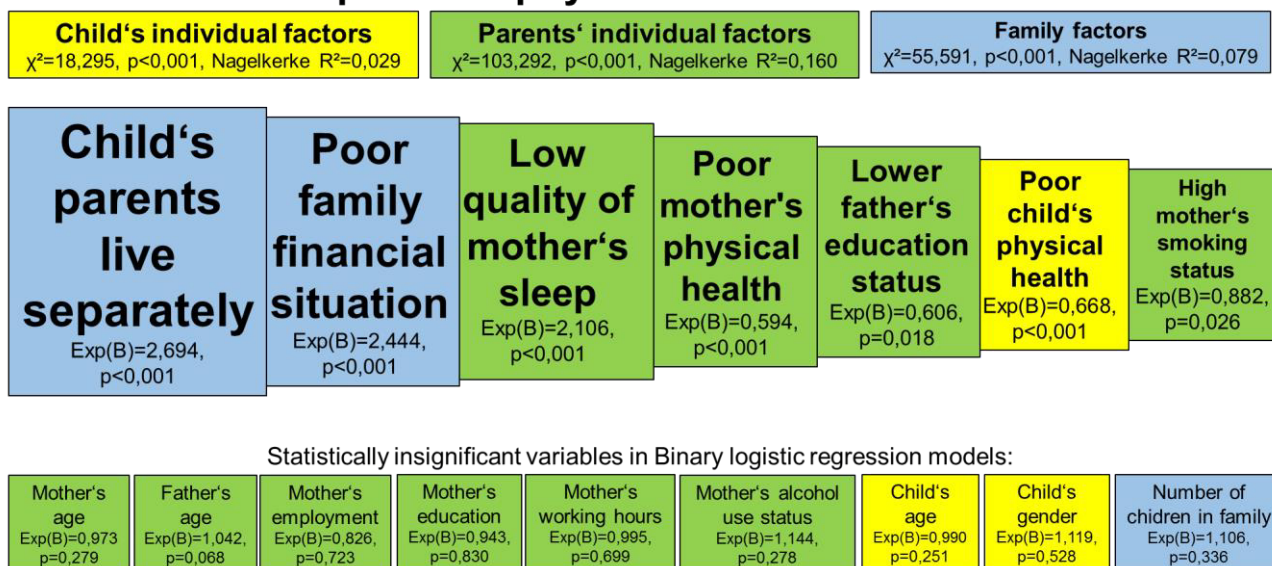 Child‘s individual factors
χ²=18,295, p<0,001, Nagelkerke R²=0,029
Parents‘ individual factors
χ²=103,292, p<0,001, Nagelkerke R²=0,160
Family factors
χ²=55,591, p<0,001, Nagelkerke R²=0,079
Child‘s
parents
live
separately
Exp(B)=2,694,
p<0,001
Poor
family
financial
situation
Exp(B)=2,444,
p<0,001
Low
quality of
mother‘s
sleep
Exp(B)=2,106,
p<0,001
Poor
mother's
physical
health
Exp(B)=0,594,
p<0,001
Lower
father‘s
education
status
Exp(B)=0,606,
p=0,018
Poor
child‘s
physical
health
Exp(B)=0,668,
p<0,001
High
mother‘s
smoking
status
Exp(B)=0,882,
p=0,026
Statistically insignificant variables in Binary logistic regression models:
Mother‘s
age
Exp(B)=0,973
p=0,279
Father‘s
age
Exp(B)=1,042,
p=0,068
Mother‘s
employment
Exp(B)=0,826,
p=0,723
Mother‘s
education
Exp(B)=0,943,
p=0,830
Mother‘s
working hours
Exp(B)=0,995,
p=0,699
Mother‘s alcohol
use status
Exp(B)=1,144,
p=0,278
Child‘s
age
Exp(B)=0,990
p=0,251
Child‘s
gender
Exp(B)=1,119,
p=0,528
Number of
chidren in family
Exp(B)=1,106,
p=0,336